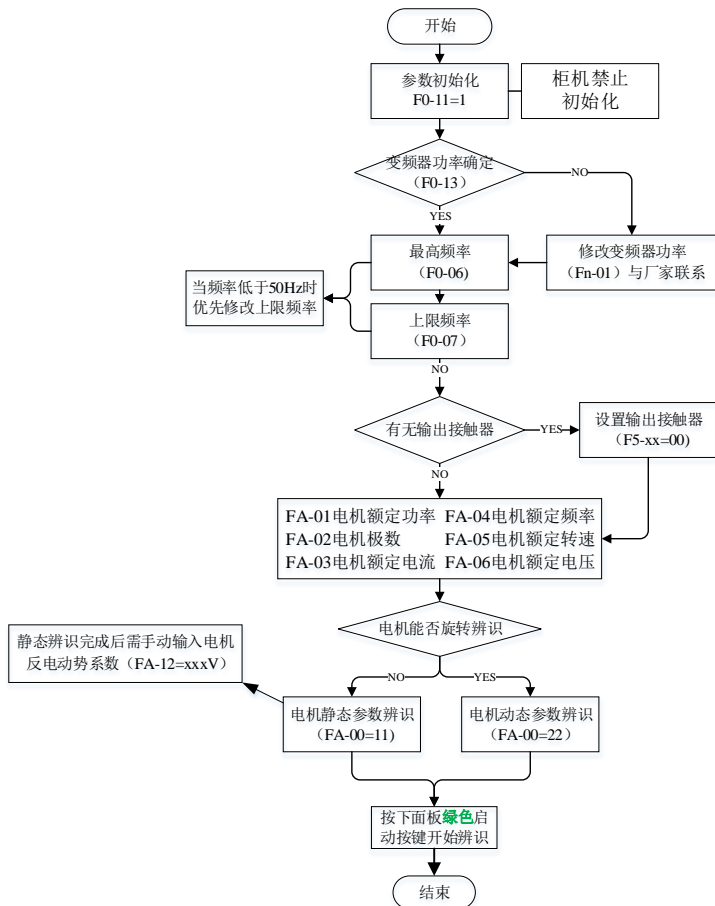 开始
参数初始化
F0-11=1
柜机禁止
初始化
变频器功率确定
（F0-13）
NO
YES
最高频率
(F0-06)
修改变频器功率
（Fn-01）与厂家联系
当频率低于50Hz时
优先修改上限频率
上限频率
（F0-07）
NO
有无输出接触器
YES
设置输出接触器
(F5-xx=00)
NO
FA-01电机额定功率 FA-04电机额定频率
FA-02电机极数 FA-05电机额定转速
FA-03电机额定电流 FA-06电机额定电压
电机能否旋转辨识
静态辨识完成后需手动输入电机
反电动势系数（FA-12=xxxV）
NO
YES
电机静态参数辨识
(FA-00=11)
电机动态参数辨识
（FA-00=22）
按下面板绿色启
动按键开始辨识
结束